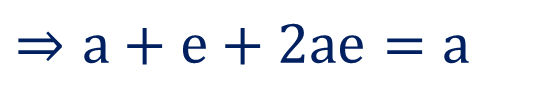 ⇒ a + e + 2ae = a